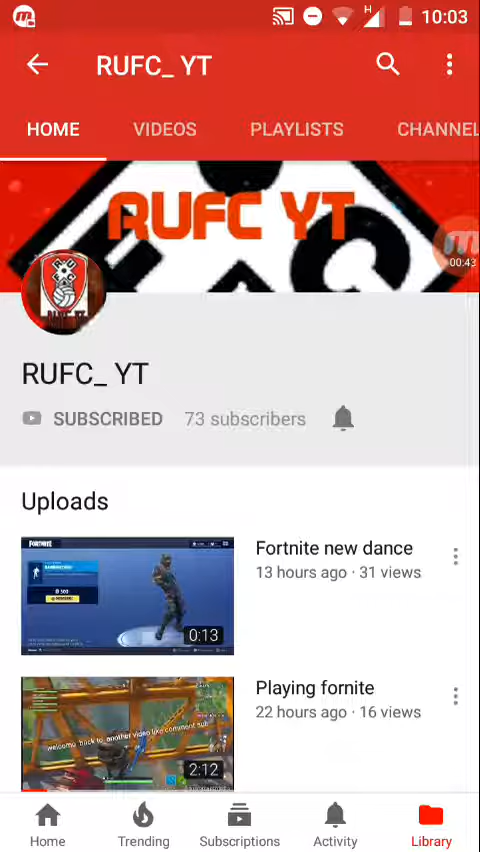 H
10:03
RUFC_ YT
HOME VIDEOS PLAYLISTS CHANNEL
RUFC YT
00:43
RUFC_ YT
SUBSCRIBED 73 subscribers
Uploads
FORTNITE
Fortnite new dance
13 hours ago · 31 views
0:13
Playing fornite
22 hours ago · 16 views
welcome back to another video like comment sub
2:12
Home Trending Subscriptions Activity Library